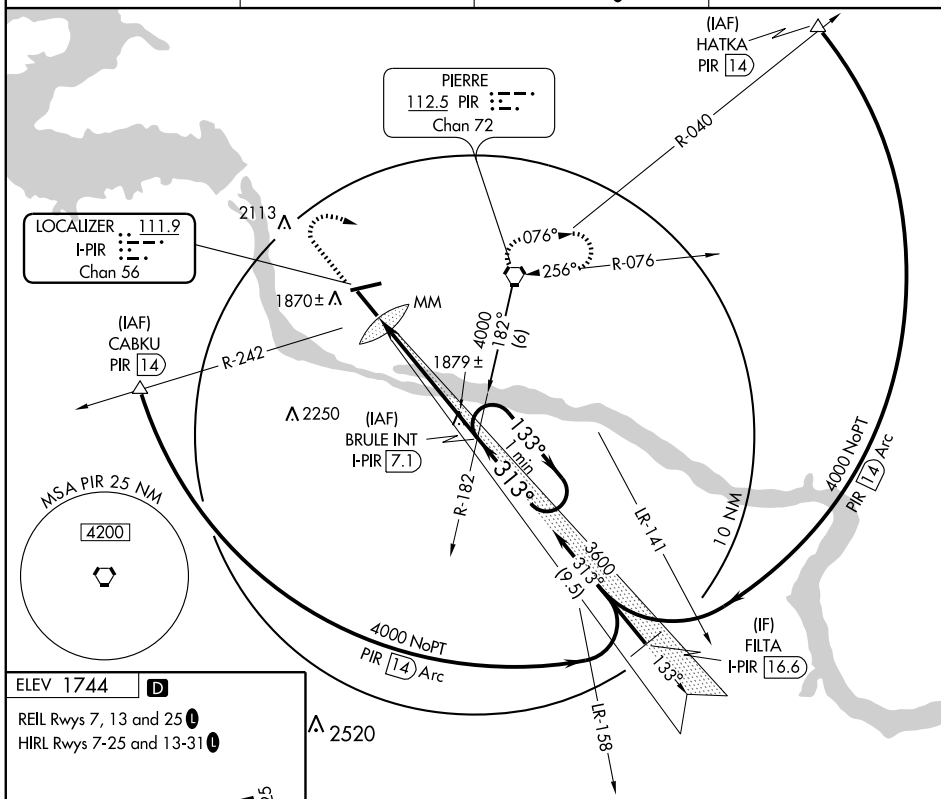 (IAF)
HATKA
PIR 14
PIERRE
112.5 PIR
Chan 72
R-040
LOCALIZER 111.9
I-PIR
Chan 56
2113
076°
256°
R-076
1870±
MM
4000
182°
(6)
(IAF)
CABKU
PIR 14
R-242
1879±
2250
(IAF)
BRULE INT
I-PIR 7.1
133°
1 min
313°
R-182
MSA PIR 25 NM
4200
LR-141
10 NM
4000 NoPT
PIR 14 Arc
3600
313°
(9.5)
4000 NoPT
PIR 14 Arc
(IF)
FILTA
I-PIR 16.6
133°
LR-158
ELEV 1744 D
REIL Rwys 7, 13 and 25 L
HIRL Rwys 7-25 and 13-31 L
2520
25